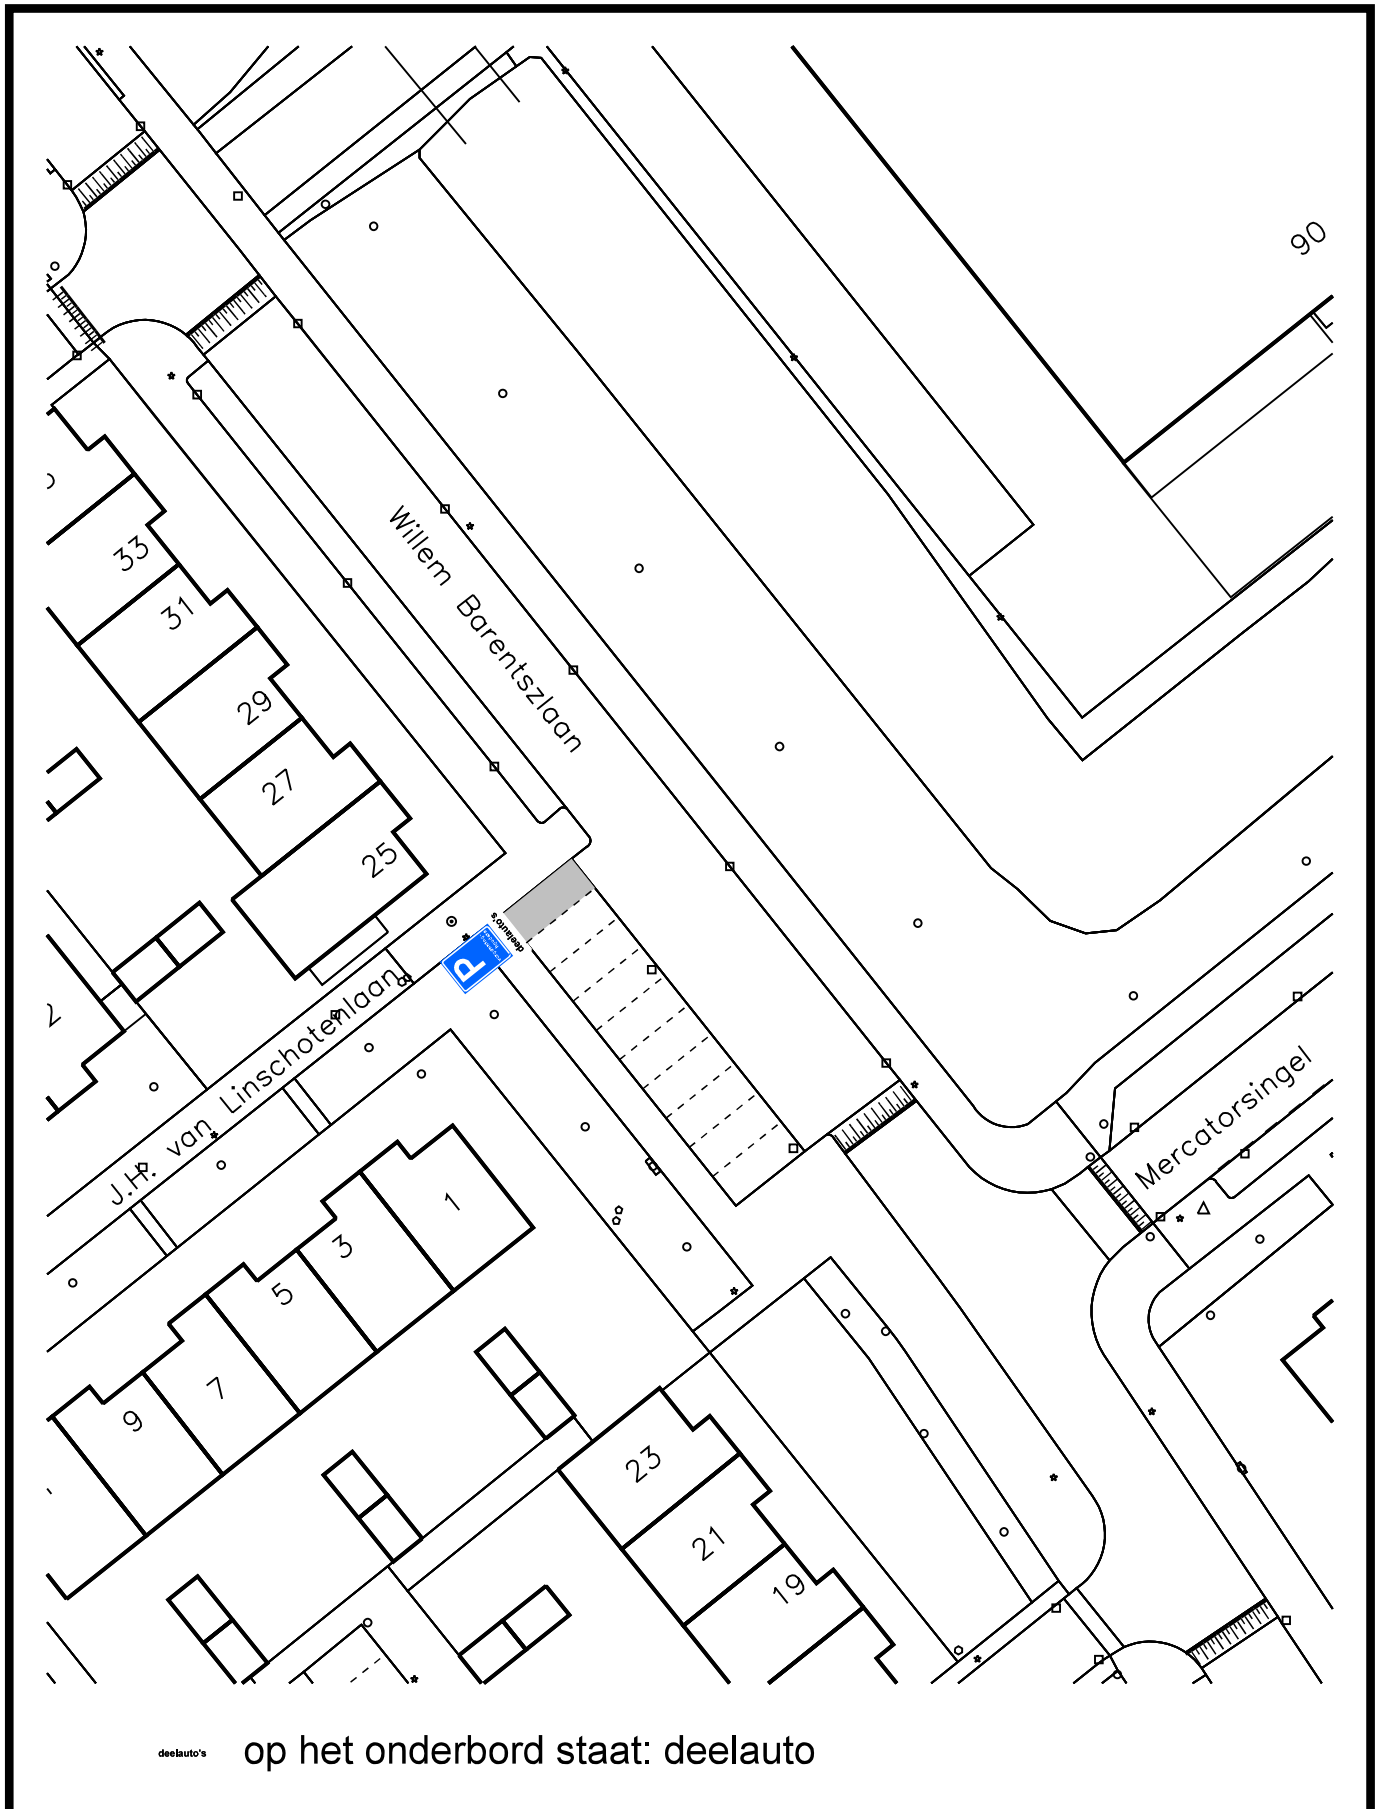 90
33
31
29
27
25
Willem Barentszlaan
P
deelauto's
J.H. van Linschotenlaan
Mercatorsingel
1
3
5
7
9
2
23
21
19
deelauto's op het onderbord staat: deelauto